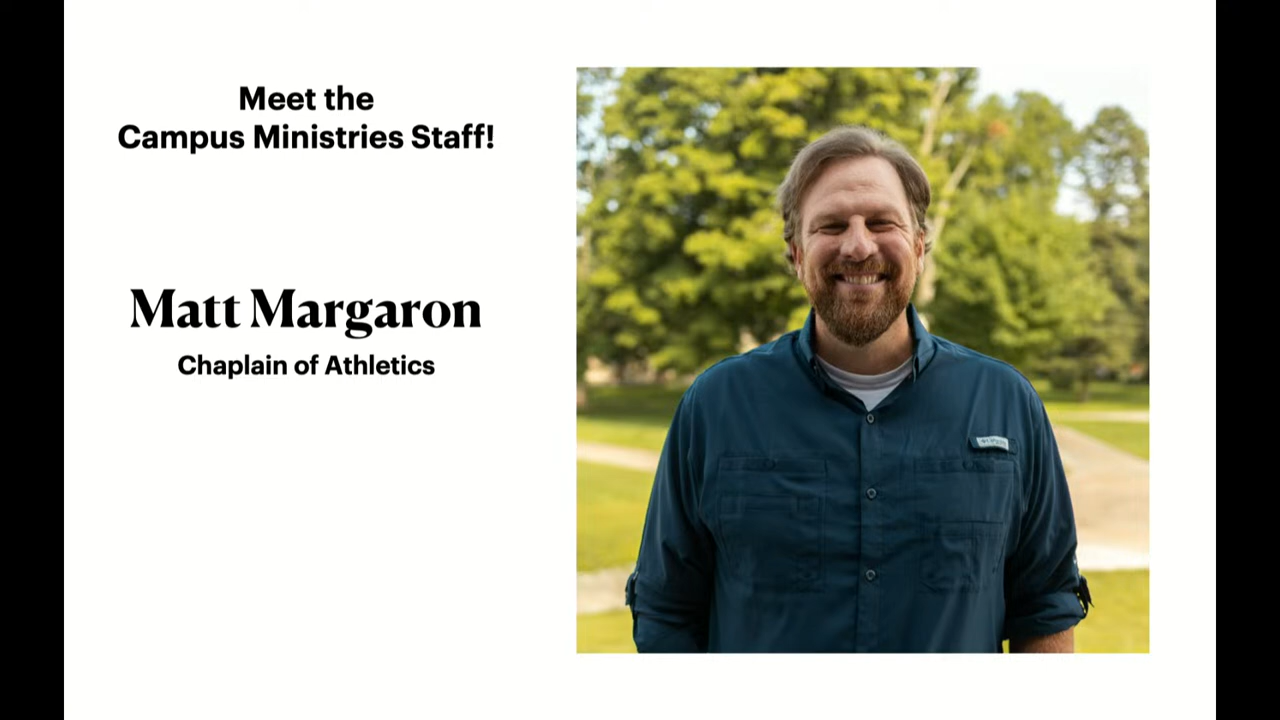 Meet the
Campus Ministries Staff!
Matt Margaron
Chaplain of Athletics